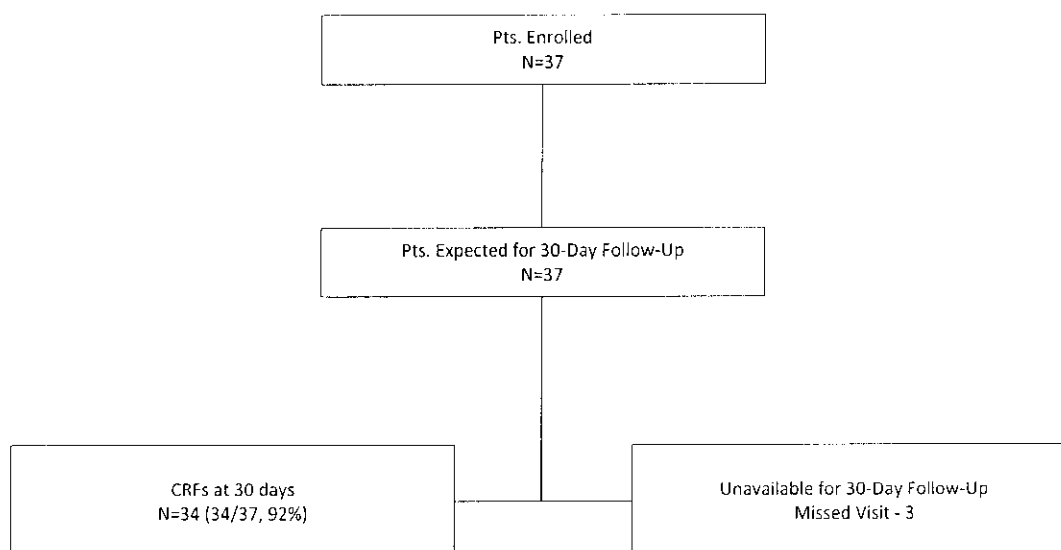 Pts. Enrolled
N=37
Pts. Expected for 30-Day Follow-Up
N=37
CRFs at 30 days
N=34 (34/37, 92%)
Unavailable for 30-Day Follow-Up
Missed Visit - 3